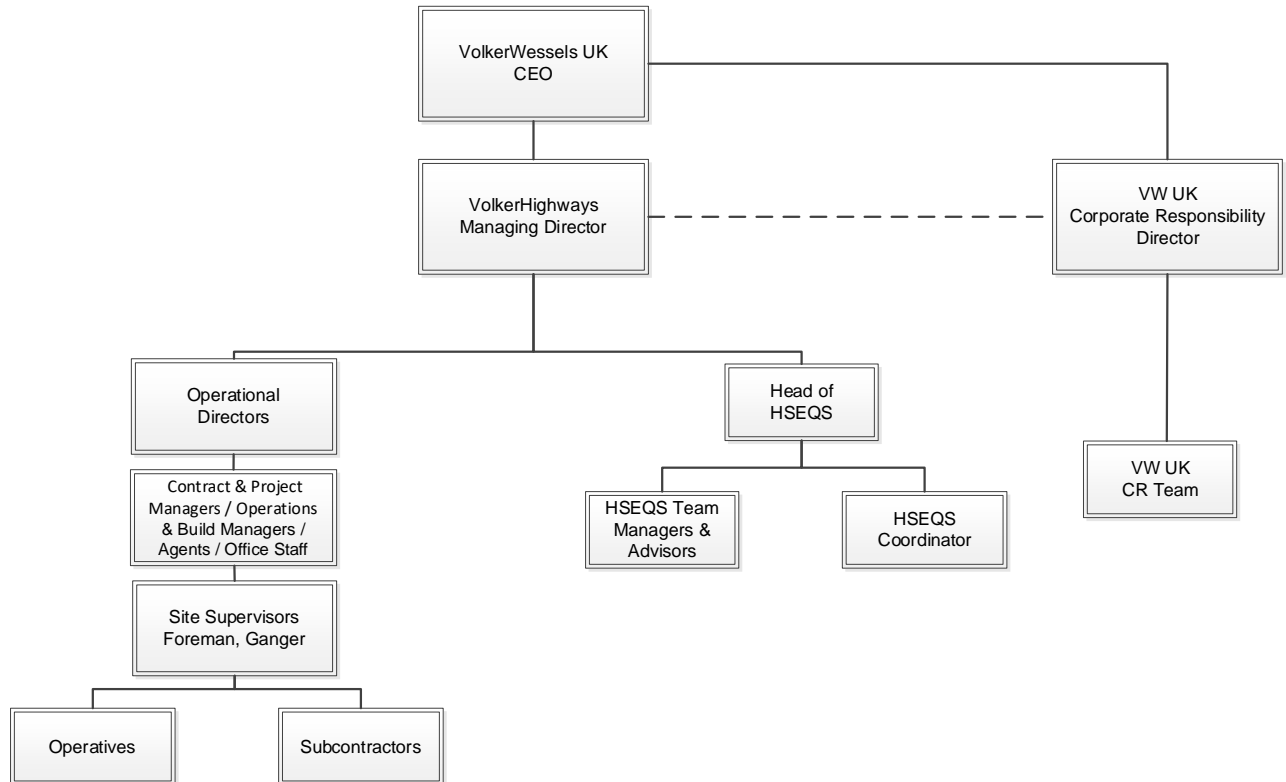 VolkerWessels UK
CEO
VolkerHighways
Managing Director
VW UK
Corporate Responsibility
Director
Operational
Directors
Head of
HSEQS
Contract & Project
Managers / Operations
& Build Managers /
Agents / Office Staff
HSEQS Team
Managers &
Advisors
HSEQS
Coordinator
VW UK
CR Team
Site Supervisors
Foreman, Ganger
Operatives
Subcontractors